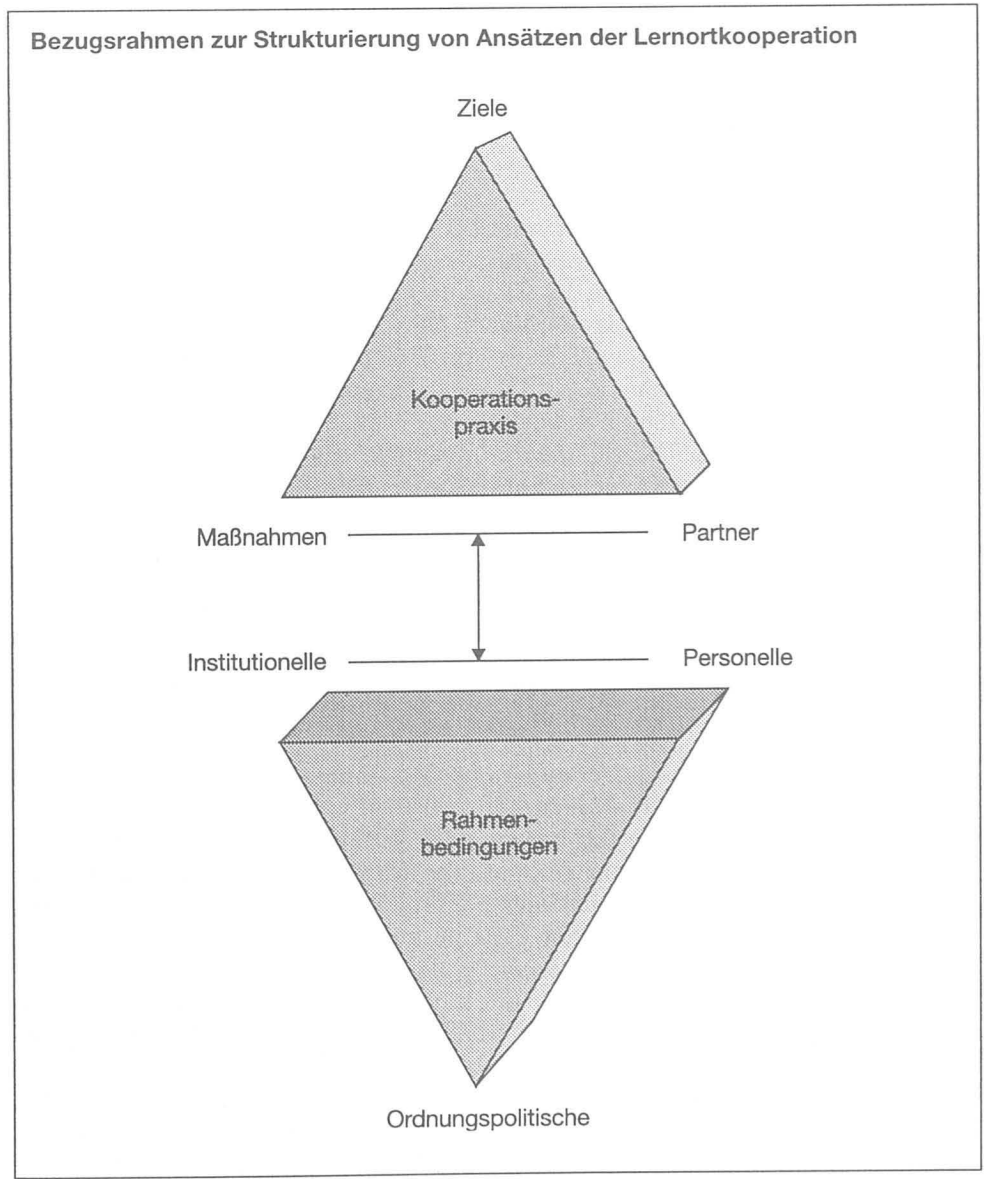 Bezugsrahmen zur Strukturierung von Ansätzen der Lernortkooperation
Ziele
Kooperations-
praxis
Maßnahmen
Partner
Institutionelle
Personelle
Rahmen-
bedingungen
Ordnungspolitische